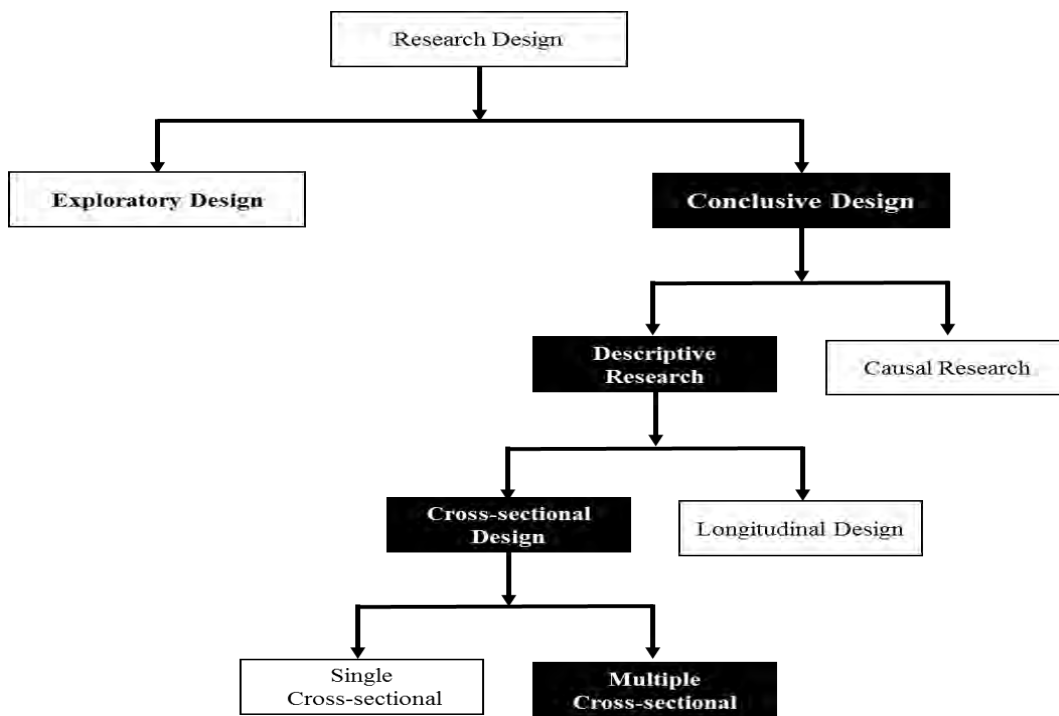 Research Design
Exploratory Design
Conclusive Design
Descriptive
Research
Causal Research
Cross-sectional
Design
Longitudinal Design
Single
Cross-sectional
Multiple
Cross-sectional